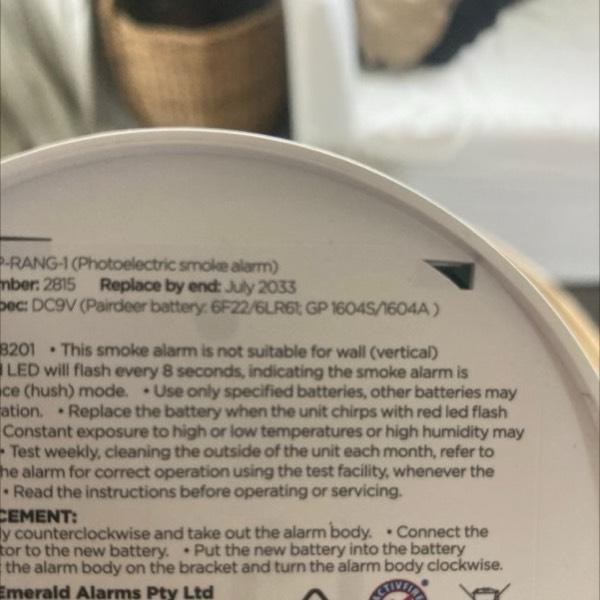 P-RANG-1 (Photoelectric smoke alarm)
mber: 2815 Replace by end: July 2033
pec: DC9V (Pairdeer battery: 6F22/6LR61; GP 1604S/1604A )
8201 • This smoke alarm is not suitable for wall (vertical)
LED will flash every 8 seconds, indicating the smoke alarm is
ce (hush) mode. • Use only specified batteries, other batteries may
ation. • Replace the battery when the unit chirps with red led flash
Constant exposure to high or low temperatures or high humidity may
• Test weekly, cleaning the outside of the unit each month, refer to
he alarm for correct operation using the test facility, whenever the
• Read the instructions before operating or servicing.
CEMENT:
ly counterclockwise and take out the alarm body. • Connect the
tor to the new battery. • Put the new battery into the battery
the alarm body on the bracket and turn the alarm body clockwise.
Emerald Alarms Pty Ltd
ACTIVFIRE